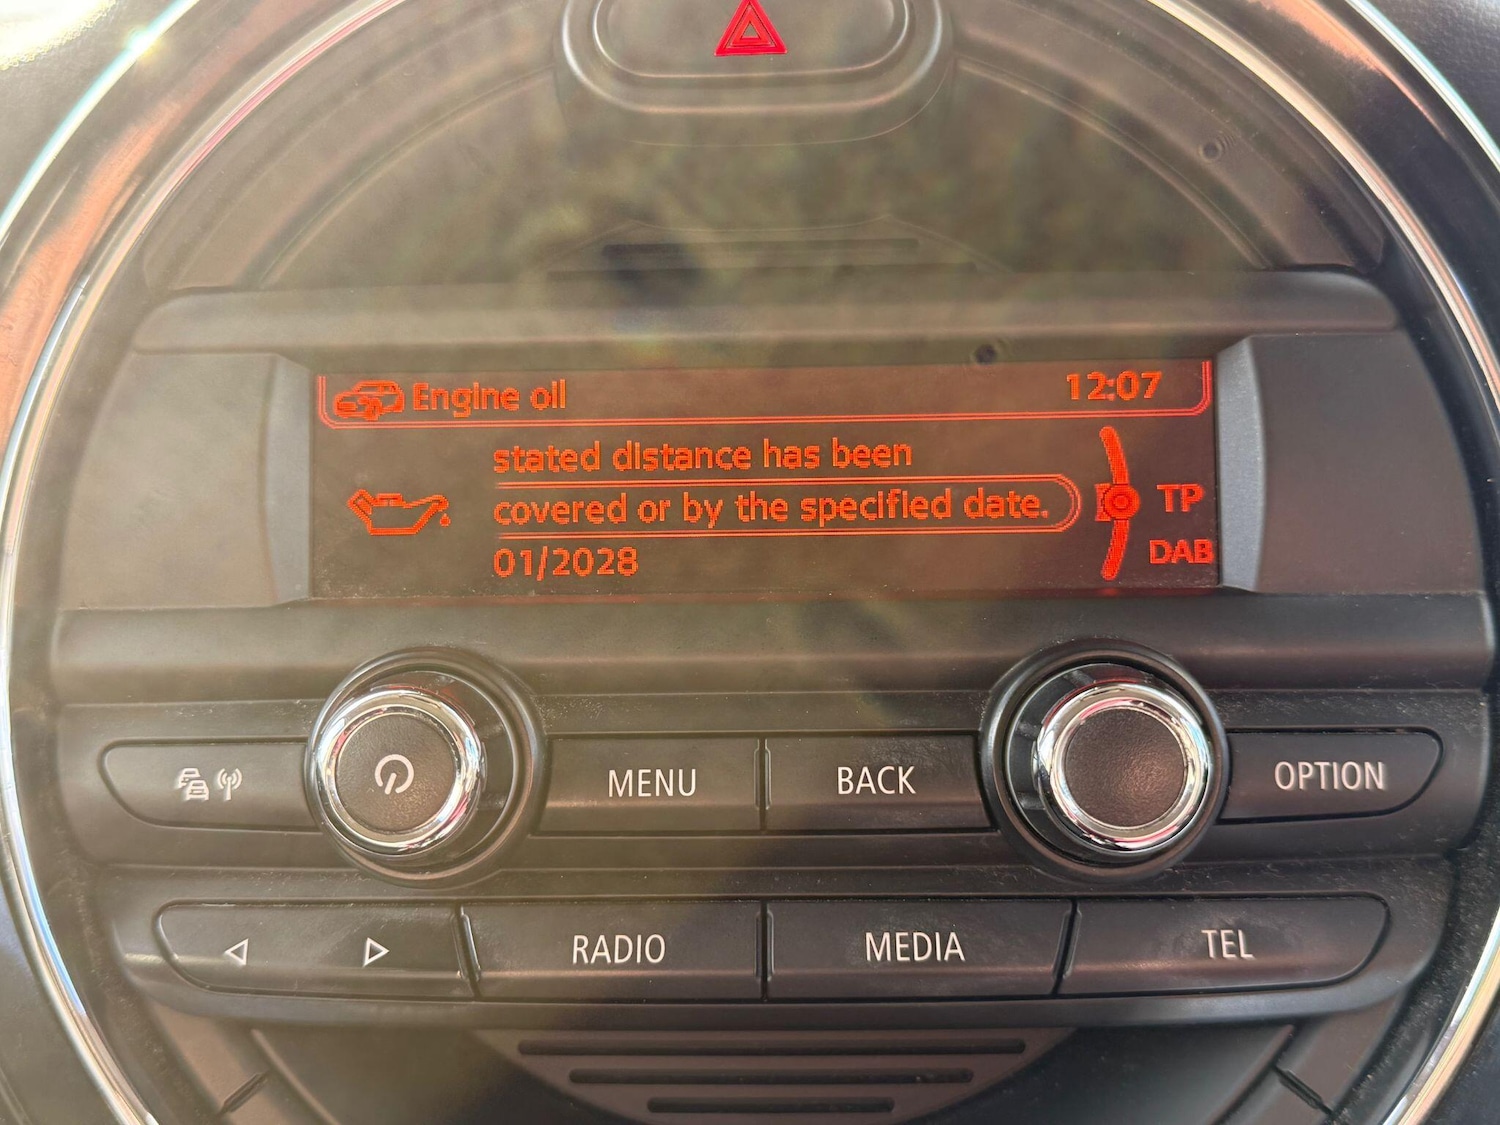 Engine oil 12:07
stated distance has been
covered or by the specified date.
01/2028
TP
DAB
MENU
BACK
OPTION
RADIO
MEDIA
TEL